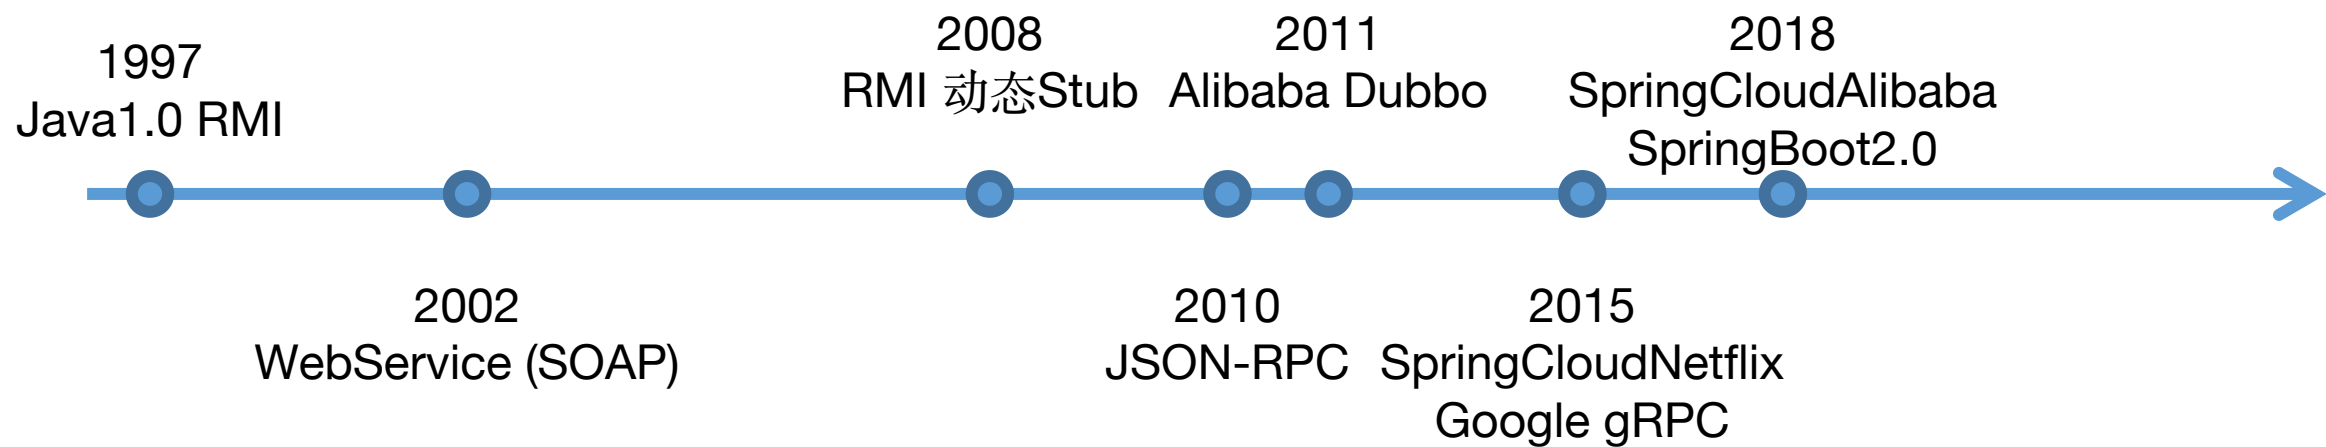 1997
Java1.0 RMI
2002
WebService (SOAP)
2008
RMI 动态Stub
2010
JSON-RPC
2011
Alibaba Dubbo
2015
SpringCloudNetflix
Google gRPC
2018
SpringCloudAlibaba
SpringBoot2.0